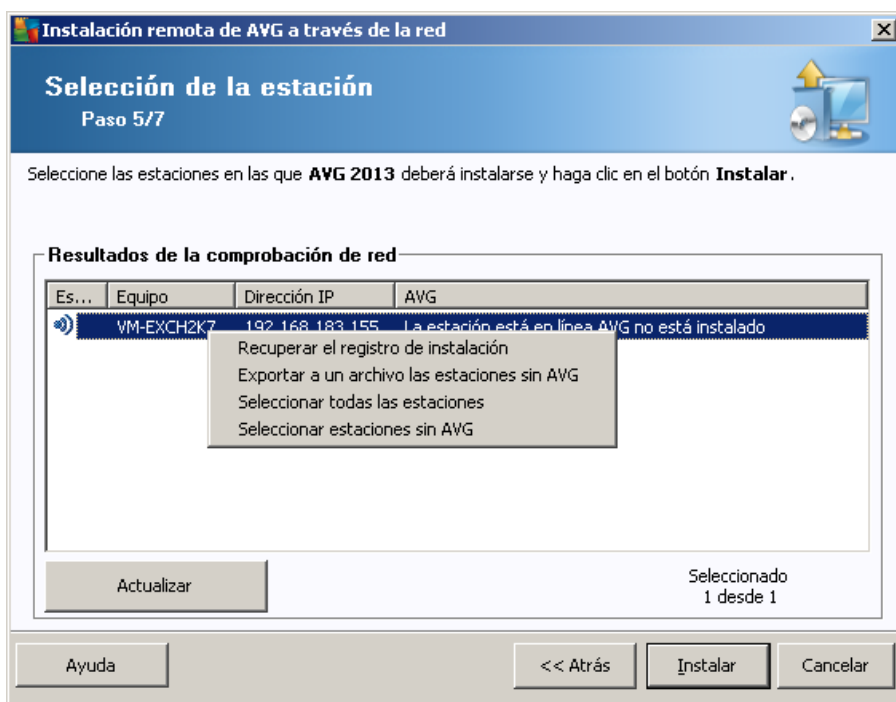 Instalación remota de AVG a través de la red
Selección de la estación
Paso 5/7
Seleccione las estaciones en las que AVG 2013 deberá instalarse y haga clic en el botón Instalar.
Resultados de la comprobación de red
Es... Equipo Dirección IP AVG
VM-EXCH2K7 192.168.183.155 La estación está en línea AVG no está instalado
Recuperar el registro de instalación
Exportar a un archivo las estaciones sin AVG
Seleccionar todas las estaciones
Seleccionar estaciones sin AVG
Actualizar
Seleccionado
1 desde 1
Ayuda
<< Atrás
Instalar
Cancelar